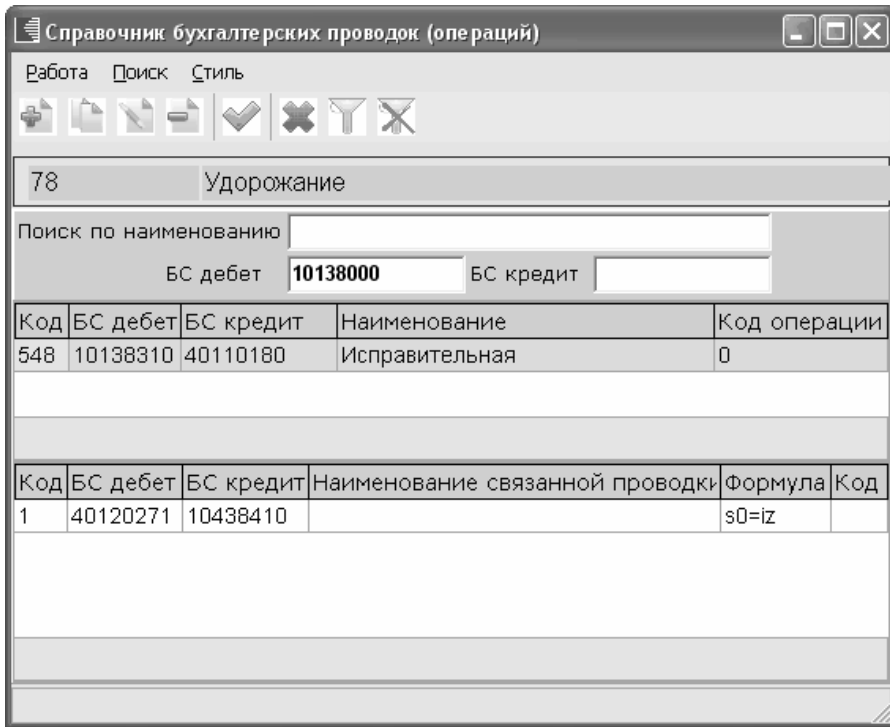 Справочник бухгалтерских проводок (операций)
Работа Поиск Стиль
78 Удорожание
Поиск по наименованию
БС дебет 10138000 БС кредит
Код БС дебет БС кредит Наименование Код операции
548 10138310 40110180 Исправительная 0
Код БС дебет БС кредит Наименование связанной проводки Формула Код
1 40120271 10438410 s0=iz